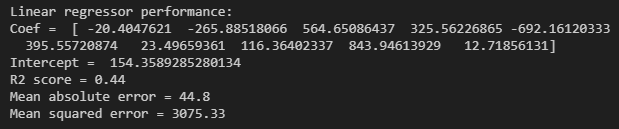 Linear regressor performance:
Coef =  [ -20.4047621  -265.88518066  564.65086437  325.56226865 -692.16120333
  395.55720874   23.49659361  116.36402337  843.94613929   12.71856131]
Intercept =  154.3589285280134
R2 score = 0.44
Mean absolute error = 44.8
Mean squared error = 3075.33